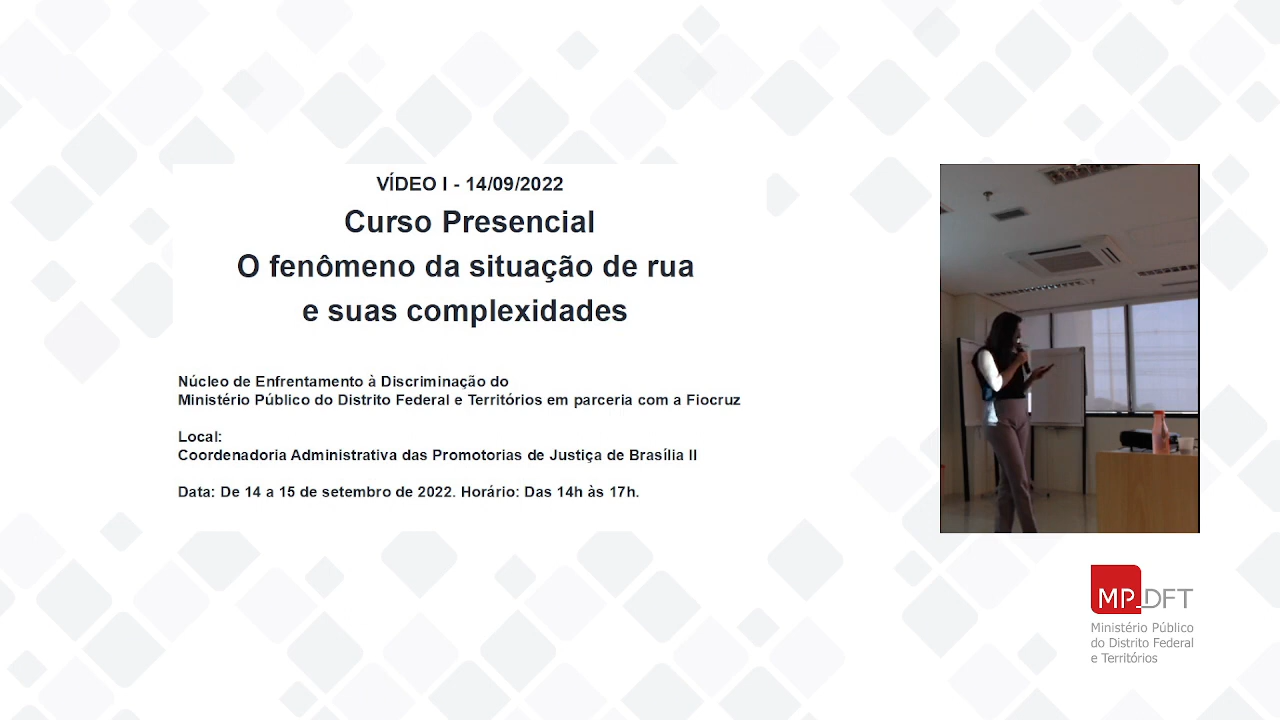 VÍDEO I - 14/09/2022
Curso Presencial
O fenômeno da situação de rua
e suas complexidades
Núcleo de Enfrentamento à Discriminação do
Ministério Público do Distrito Federal e Territórios em parceria com a Fiocruz
Local:
Coordenadoria Administrativa das Promotorias de Justiça de Brasília II
Data: De 14 a 15 de setembro de 2022. Horário: Das 14h às 17h.
MP_DFT
Ministério Público
do Distrito Federal
e Territórios